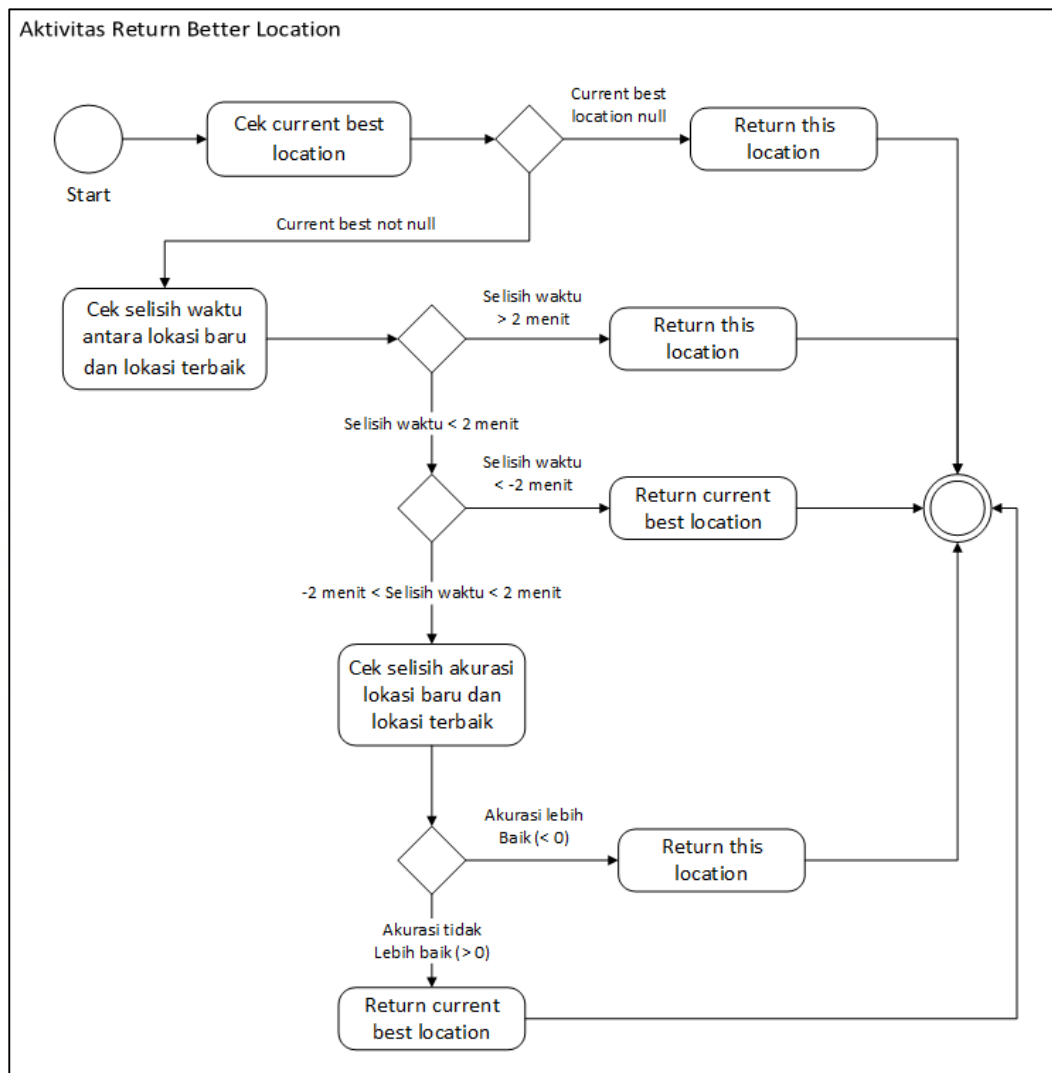 Aktivitas Return Better Location
Current best
location null
Cek current best
location
Return this
location
Start
Current best not null
Cek selisih waktu
antara lokasi baru
dan lokasi terbaik
Selisih waktu
> 2 menit
Return this
location
Selisih waktu < 2 menit
Selisih waktu
< -2 menit
Return current
best location
-2 menit < Selisih waktu < 2 menit
Cek selisih akurasi
lokasi baru dan
lokasi terbaik
Akurasi lebih
Baik (< 0)
Return this
location
Akurasi tidak
Lebih baik (> 0)
Return current
best location